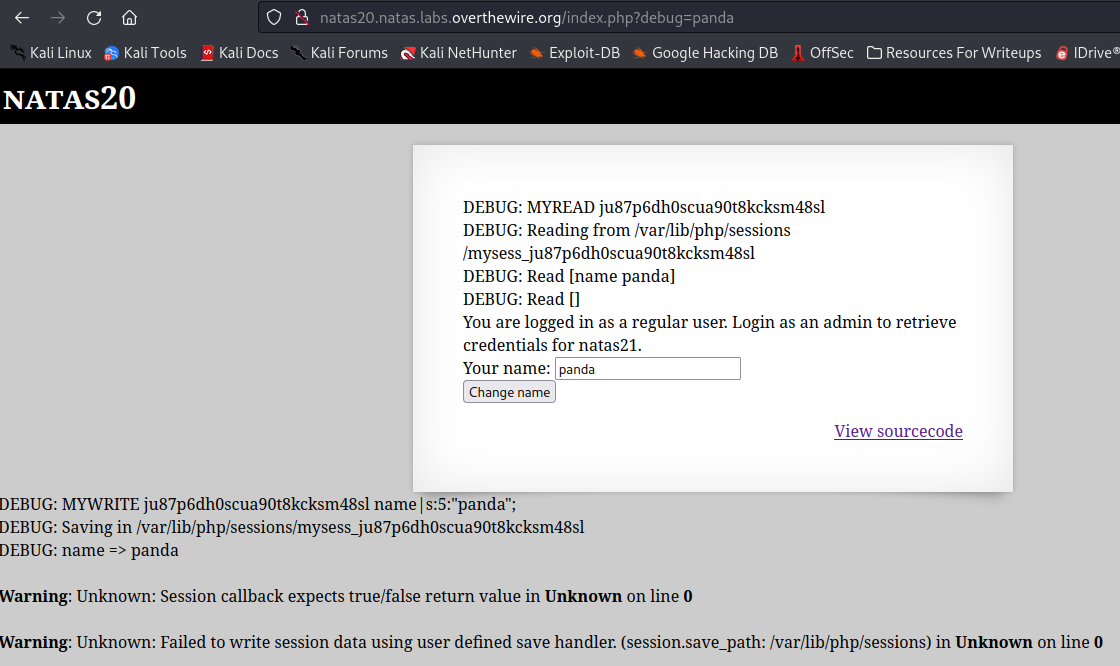 natas20.natas.labs.overthewire.org/index.php?debug=panda
Kali Linux Kali Tools Kali Docs Kali Forums Kali NetHunter Exploit-DB Google Hacking DB OffSec Resources For Writeups IDrive®
NATAS20
DEBUG: MYREAD ju87p6dh0scua90t8kcksm48sl
DEBUG: Reading from /var/lib/php/sessions
/mysess_ju87p6dh0scua90t8kcksm48sl
DEBUG: Read [name panda]
DEBUG: Read []
You are logged in as a regular user. Login as an admin to retrieve
credentials for natas21.
Your name: panda
Change name
View sourcecode
DEBUG: MYWRITE ju87p6dh0scua90t8kcksm48sl name|s:5:"panda";
DEBUG: Saving in /var/lib/php/sessions/mysess_ju87p6dh0scua90t8kcksm48sl
DEBUG: name => panda
Warning: Unknown: Session callback expects true/false return value in Unknown on line 0
Warning: Unknown: Failed to write session data using user defined save handler. (session.save_path: /var/lib/php/sessions) in Unknown on line 0